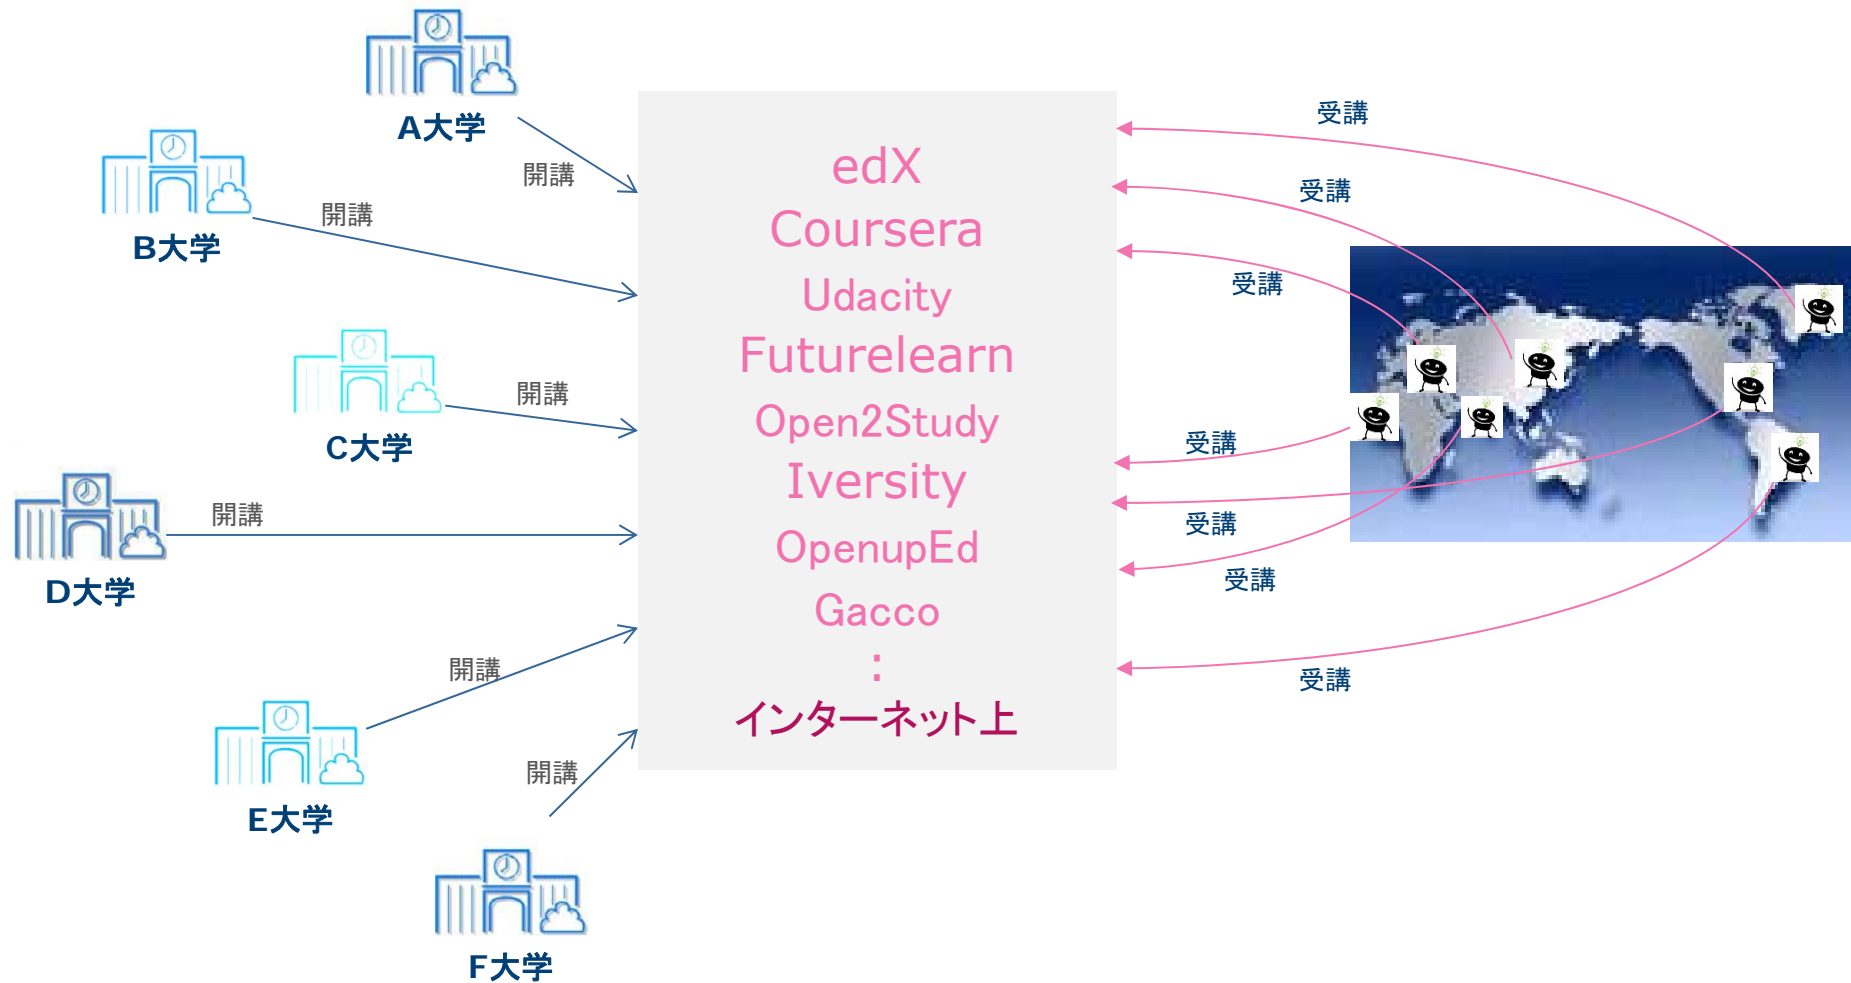 A大学
開講
B大学
開講
C大学
開講
D大学
開講
E大学
開講
F大学
開講
edX
Coursera
Udacity
Futurelearn
Open2Study
Iversity
OpenupEd
Gacco
:
インターネット上
受講
受講
受講
受講
受講
受講
受講